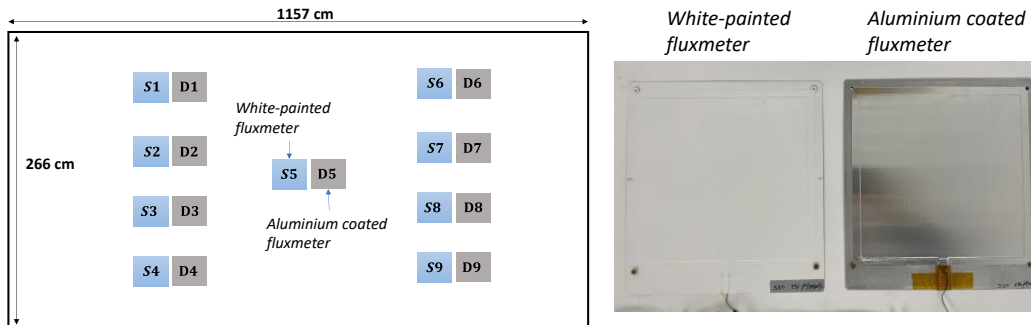 1157 cm
266 cm
S1 D1
S2 D2
S3 D3
S4 D4
White-painted
fluxmeter
S5 D5
Aluminium coated
fluxmeter
S6 D6
S7 D7
S8 D8
S9 D9
White-painted
fluxmeter
Aluminium coated
fluxmeter